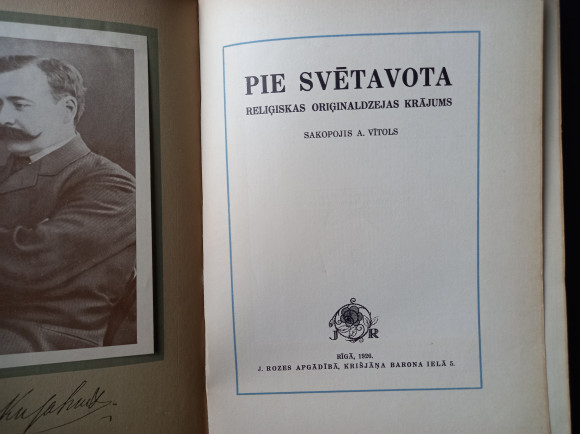 PIE SVĒTAVOTA
RELIĢISKAS ORIĢINALDZEJAS KRĀJUMS
SAKOPOJIS A. VĪTOLS
J R
RĪGĀ, 1926.
J. ROZES APGĀDĪBĀ, KRIŠJĀŅA BARONA IELĀ 5.